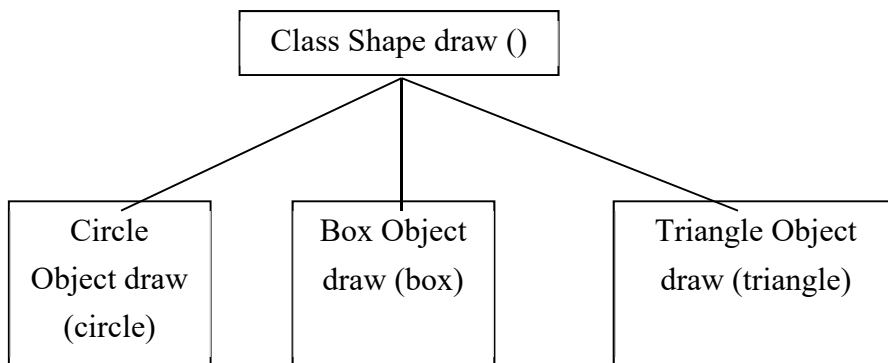 Class Shape draw ()
Circle
Object draw
(circle)
Box Object
draw (box)
Triangle Object
draw (triangle)